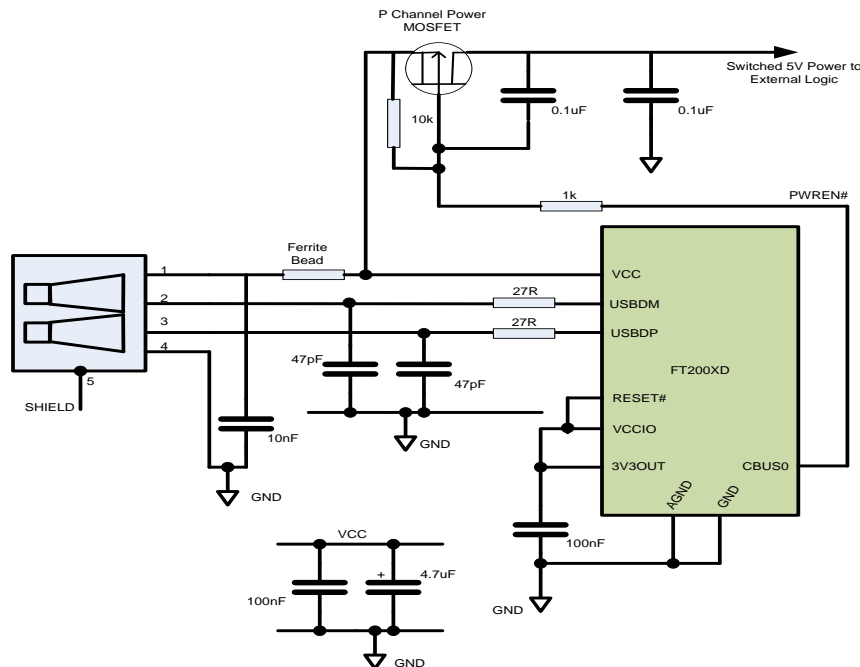 P Channel Power
MOSFET
Switched 5V Power to
External Logic
0.1uF
0.1uF
10k
1k
PWREN#
Ferrite
Bead
1
VCC
2
27R
USBDM
3
27R
USBDP
4
47pF
47pF
FT200XD
5
SHIELD
RESET#
10nF
GND
VCCIO
3V3OUT
CBUS0
GND
AGND
GND
100nF
VCC
+
4.7uF
100nF
GND
GND